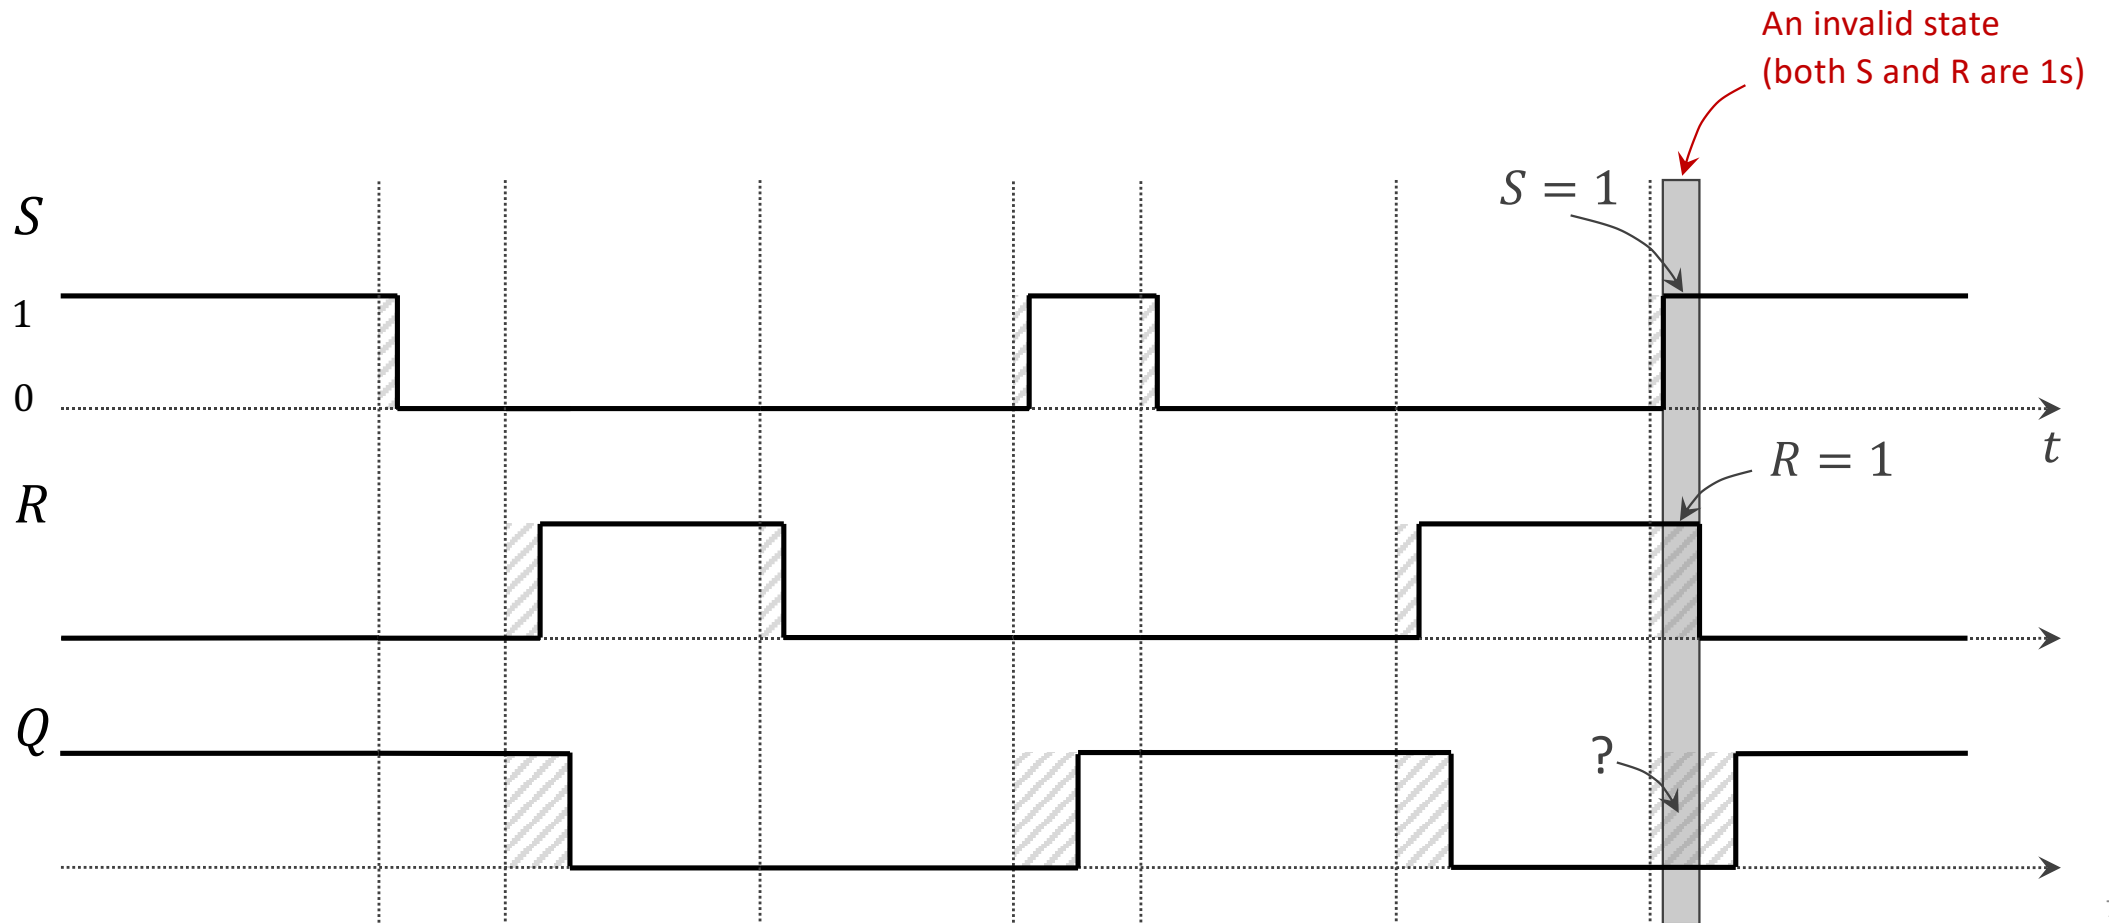 An invalid state
(both S and R are 1s)
S = 1
S
1
0
t
R = 1
R
Q
?